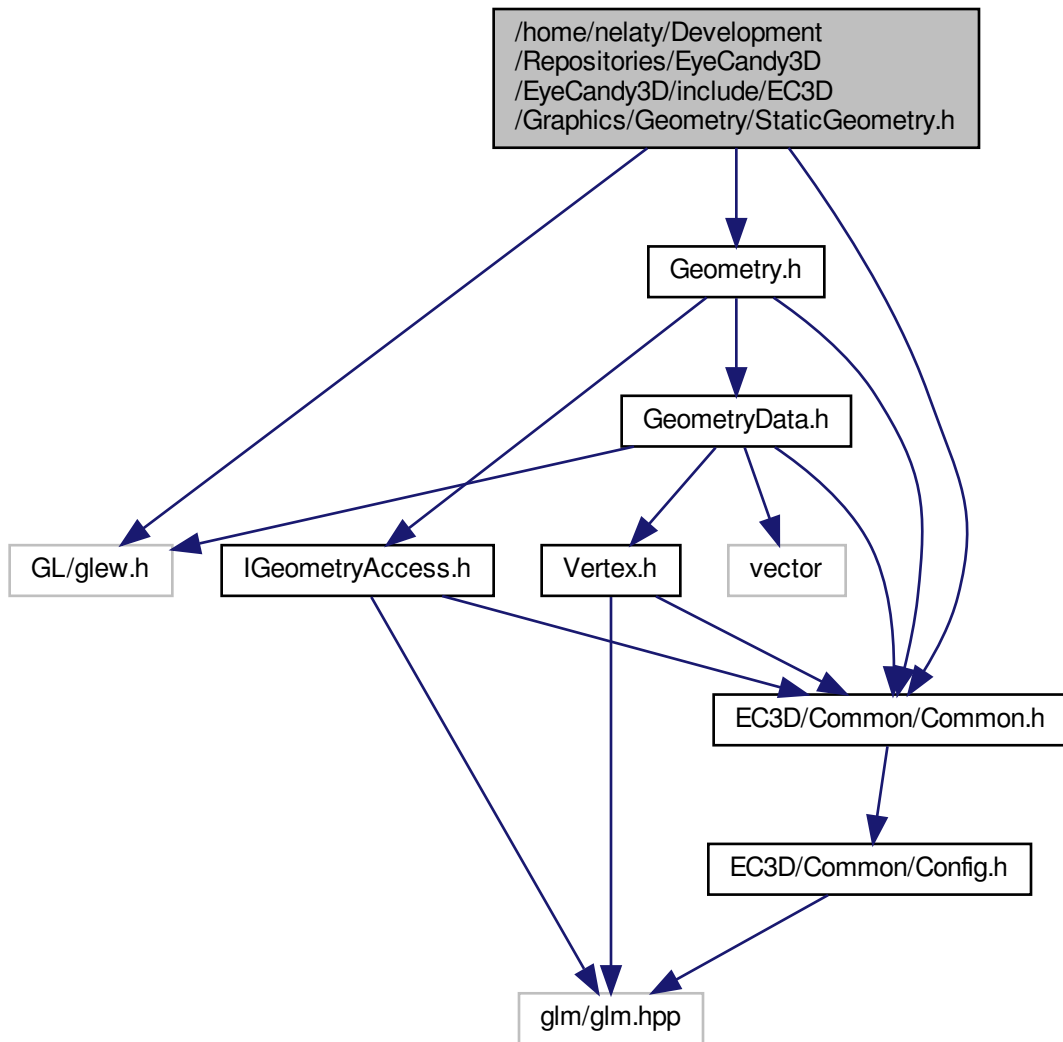 /home/nelaty/Development
/Repositories/EyeCandy3D
/EyeCandy3D/include/EC3D
/Graphics/Geometry/StaticGeometry.h
Geometry.h
GeometryData.h
GL/glew.h
IGeometryAccess.h
Vertex.h
vector
EC3D/Common/Common.h
EC3D/Common/Config.h
glm/glm.hpp